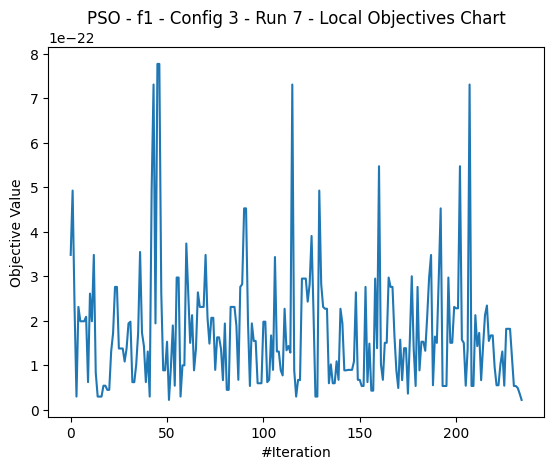 PSO - f1 - Config 3 - Run 7 - Local Objectives Chart
1e−22
8
7
6
5
4
3
2
1
0
Objective Value
0 50 100 150 200
#Iteration